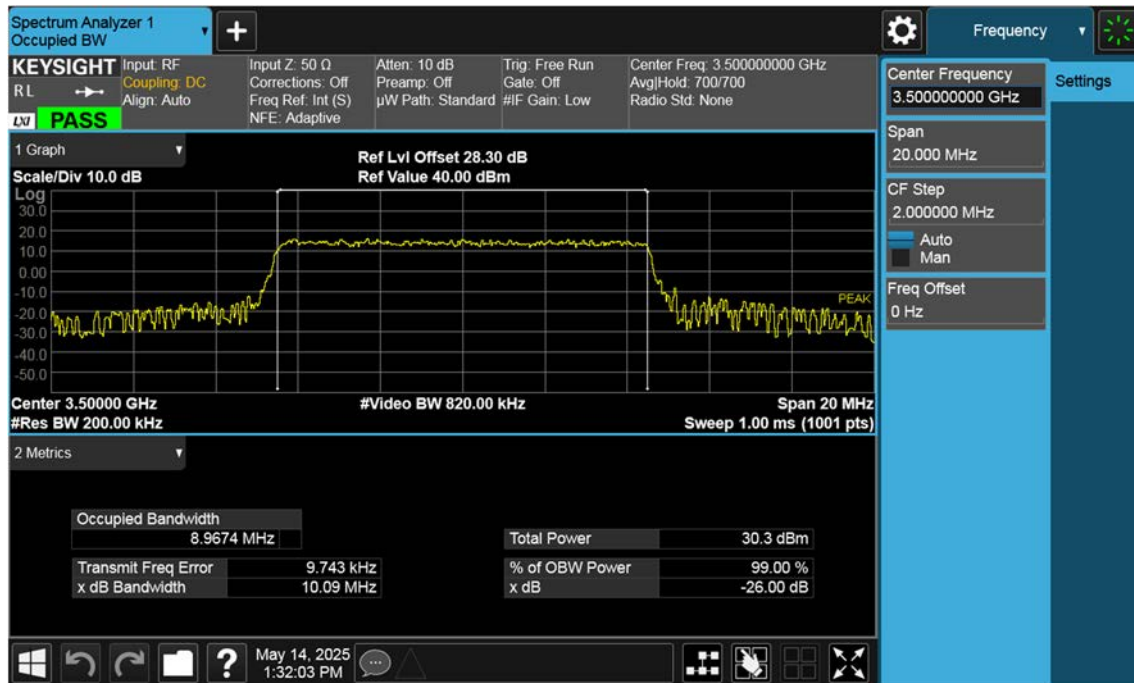 Spectrum Analyzer 1
Occupied BW
+
Frequency
KEYSIGHT
R L
LXI
PASS
Input: RF
Coupling: DC
Align: Auto
Input Z: 50 Ω
Corrections: Off
Freq Ref: Int (S)
NFE: Adaptive
Atten: 10 dB
Preamp: Off
µW Path: Standard
Trig: Free Run
Gate: Off
#IF Gain: Low
Center Freq: 3.500000000 GHz
Avg|Hold: 700/700
Radio Std: None
Center Frequency
3.500000000 GHz
Settings
Span
20.000 MHz
CF Step
2.000000 MHz
Auto
Man
Freq Offset
0 Hz
1 Graph
Scale/Div 10.0 dB
Ref Lvl Offset 28.30 dB
Ref Value 40.00 dBm
Log
30.0
20.0
10.0
0.00
-10.0
-20.0
-30.0
-40.0
-50.0
PEAK
Center 3.50000 GHz
#Video BW 820.00 kHz
Span 20 MHz
#Res BW 200.00 kHz
Sweep 1.00 ms (1001 pts)
2 Metrics
Occupied Bandwidth
8.9674 MHz
Total Power 30.3 dBm
Transmit Freq Error 9.743 kHz
% of OBW Power 99.00 %
x dB Bandwidth 10.09 MHz
x dB -26.00 dB
?
May 14, 2025
1:32:03 PM